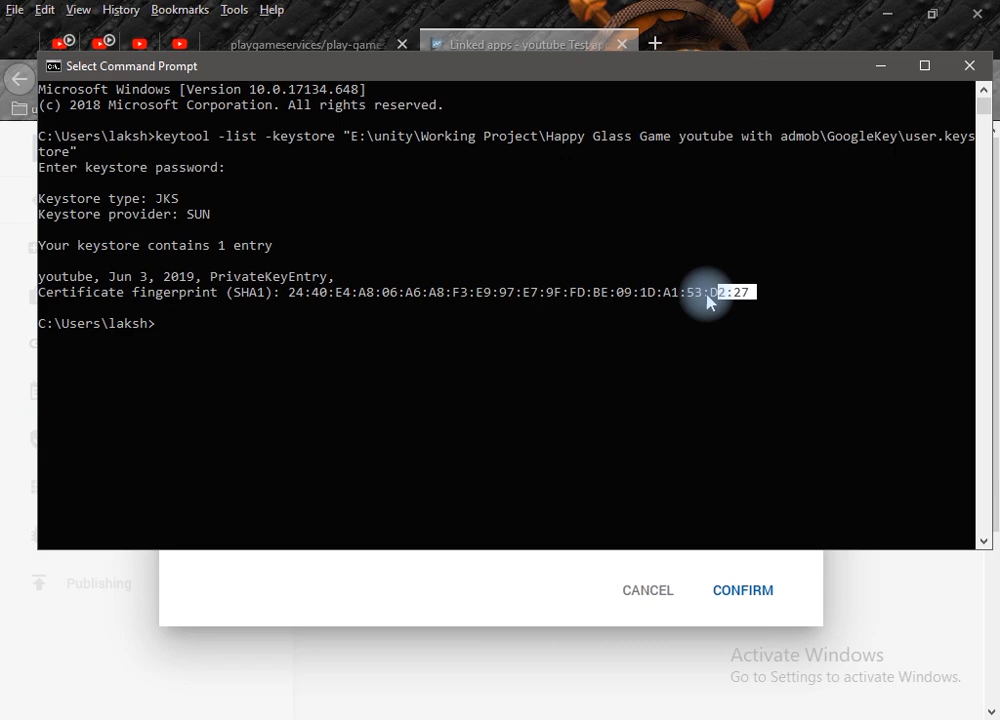 File Edit View History Bookmarks Tools Help
playgameservices/play-game
Linked apps - youtube Test ap
Select Command Prompt
Microsoft Windows [Version 10.0.17134.648]
(c) 2018 Microsoft Corporation. All rights reserved.
C:\Users\laksh>keytool -list -keystore "E:\unity\Working Project\Happy Glass Game youtube with admob\GoogleKey\user.keys
tore"
Enter keystore password:
Keystore type: JKS
Keystore provider: SUN
Your keystore contains 1 entry
youtube, Jun 3, 2019, PrivateKeyEntry,
Certificate fingerprint (SHA1): 24:40:E4:A8:06:A6:A8:F3:E9:97:E7:9F:FD:BE:09:1D:A1:53:D2:27
C:\Users\laksh>
CANCEL CONFIRM
Publishing
Activate Windows
Go to Settings to activate Windows.